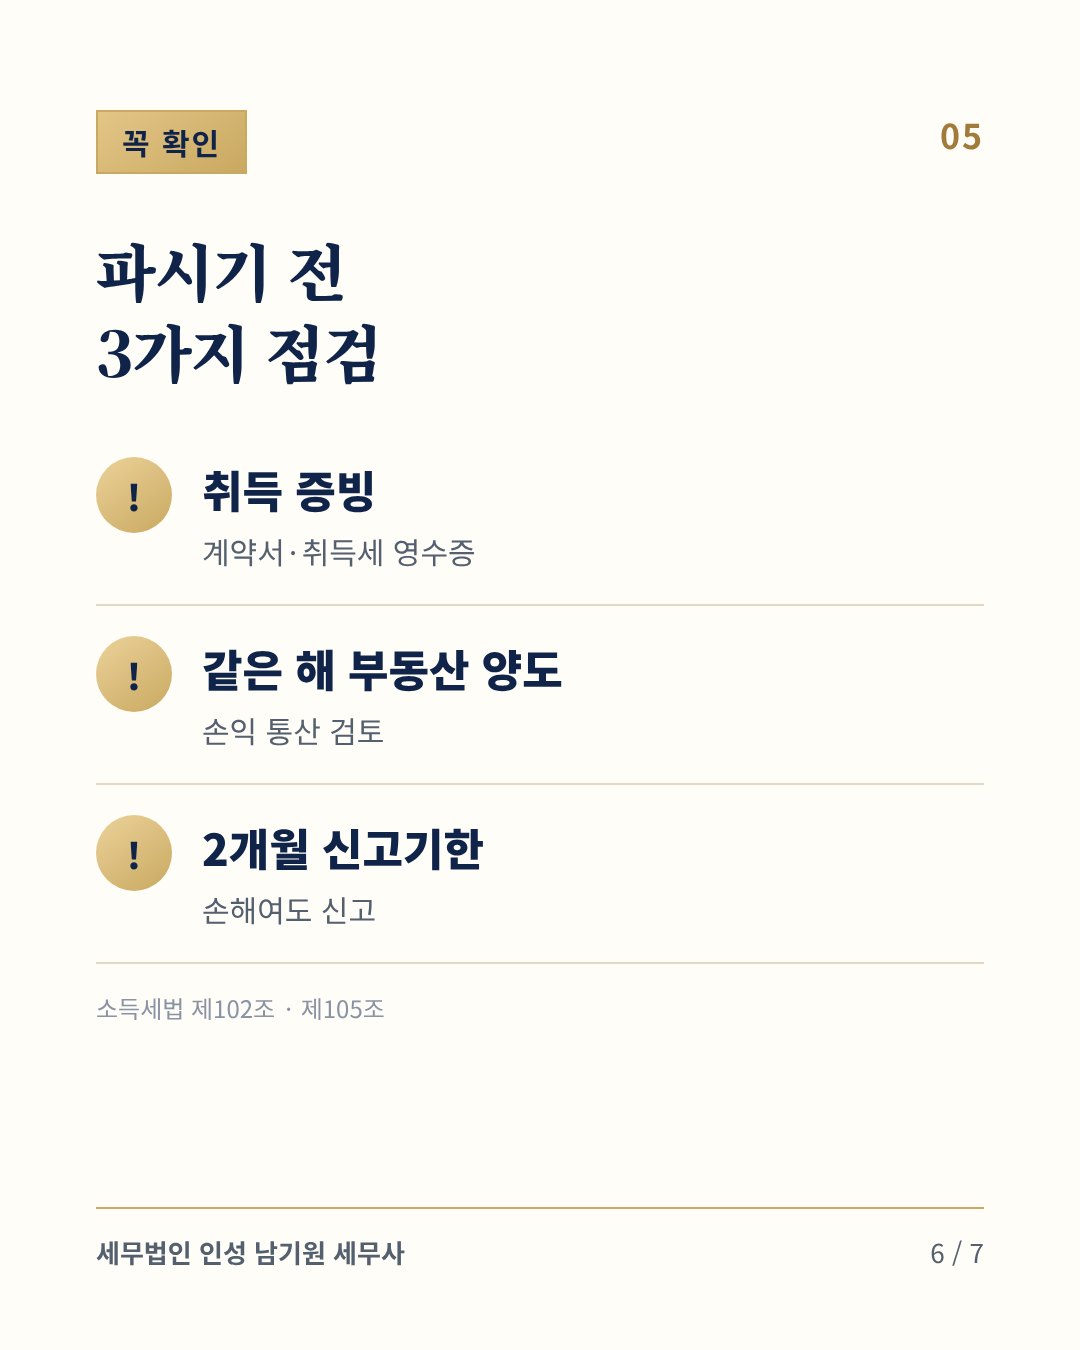 꼭 확인
05
파시기 전
3가지 점검
!
취득 증빙
계약서·취득세 영수증
!
같은 해 부동산 양도
손익 통산 검토
!
2개월 신고기한
손해여도 신고
소득세법 제102조 · 제105조
세무법인 인성 남기원 세무사
6 / 7